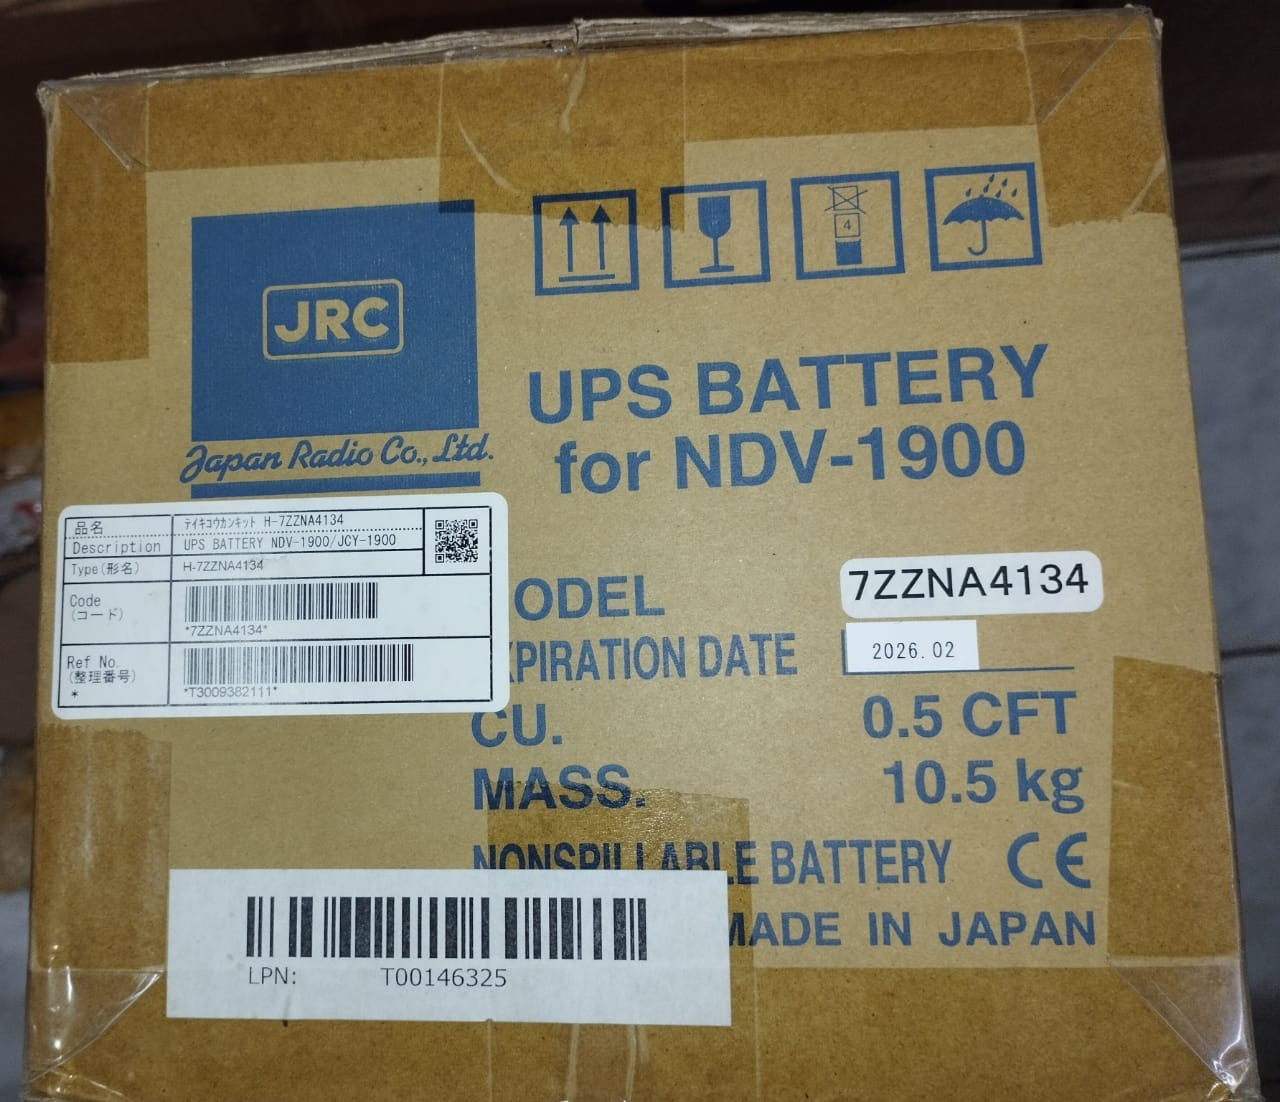 JRC
Japan Radio Co., Ltd.
4
UPS BATTERY
for NDV-1900
品名
テイキコウカンキット H-7ZZNA4134
Description
UPS BATTERY NDV-1900/JCY-1900
Type(形名)
H-7ZZNA4134
Code
(コード)
*7ZZNA4134*
Ref No.
(整理番号)
*
*T3009382111*
ODEL
7ZZNA4134
XPIRATION DATE
2026.02
CU.
0.5 CFT
MASS.
10.5 kg
NONSPILLABLE BATTERY CE
MADE IN JAPAN
LPN: T00146325